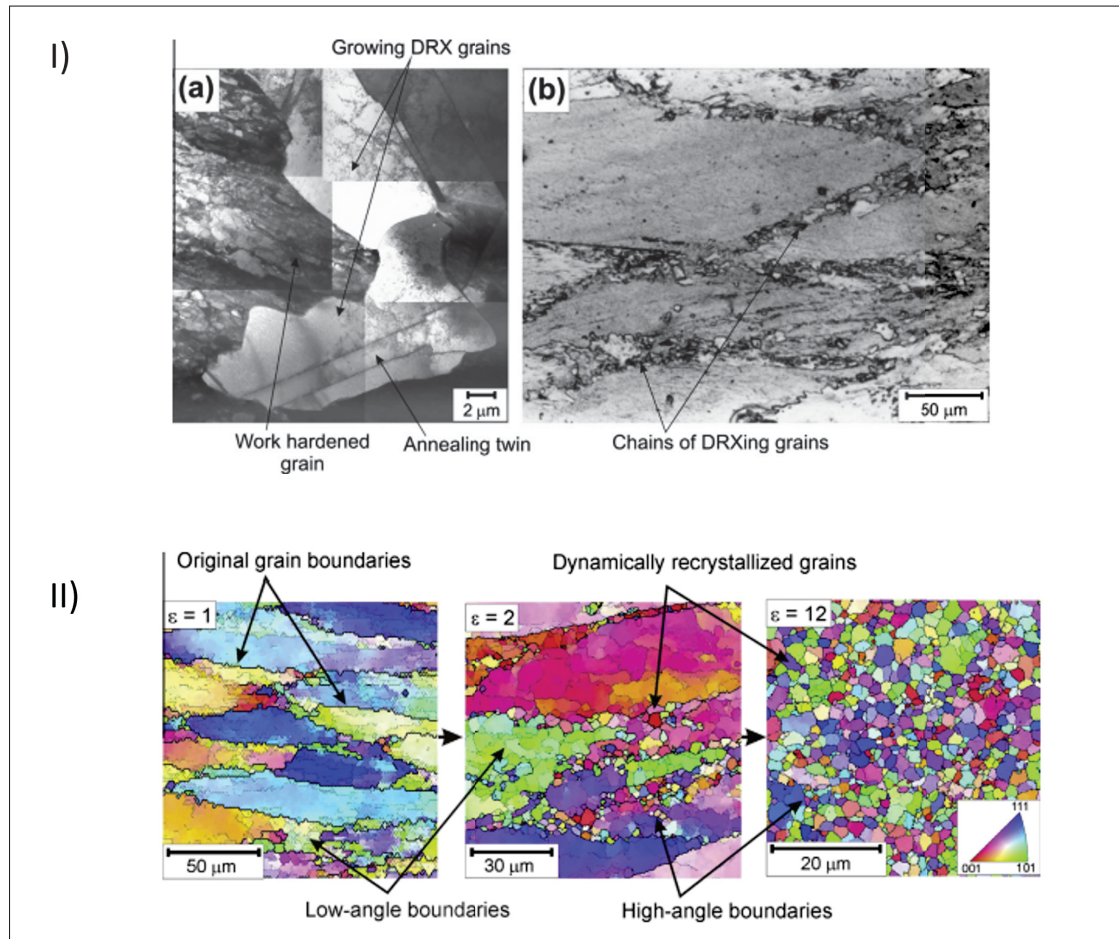 I)
Growing DRX grains
(a)
(b)
2 μm
50 μm
Work hardened
grain
Annealing twin
Chains of DRXing grains
II)
Original grain boundaries
Dynamically recrystallized grains
ε = 1
ε = 2
ε = 12
50 μm
30 μm
20 μm
111
001
101
Low-angle boundaries
High-angle boundaries